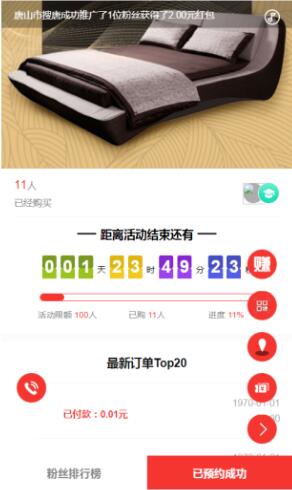 唐山市搜唐成功推广了1位粉丝获得了2.00元红包
11人
已经购买
距离活动结束还有
001天23时49分23
赚
活动限额 100人 已购 11人 进度 11%
最新订单Top20
1970-01-01
已付款：0.01元
粉丝排行榜
已预约成功